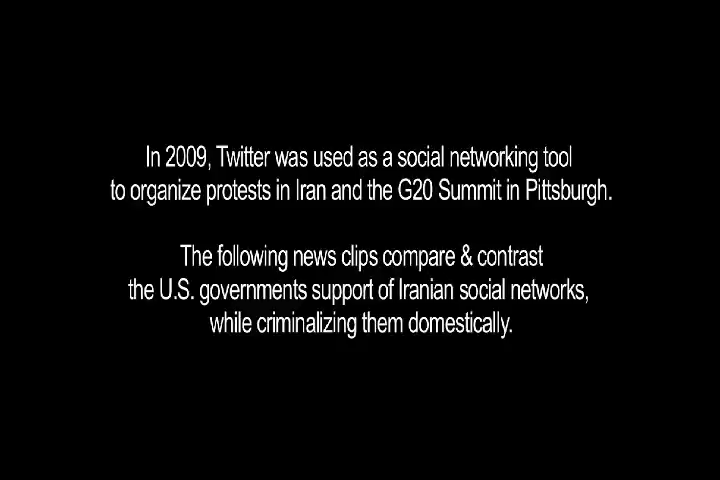 In 2009, Twitter was used as a social networking tool
to organize protests in Iran and the G20 Summit in Pittsburgh.
The following news clips compare & contrast
the U.S. governments support of Iranian social networks,
while criminalizing them domestically.